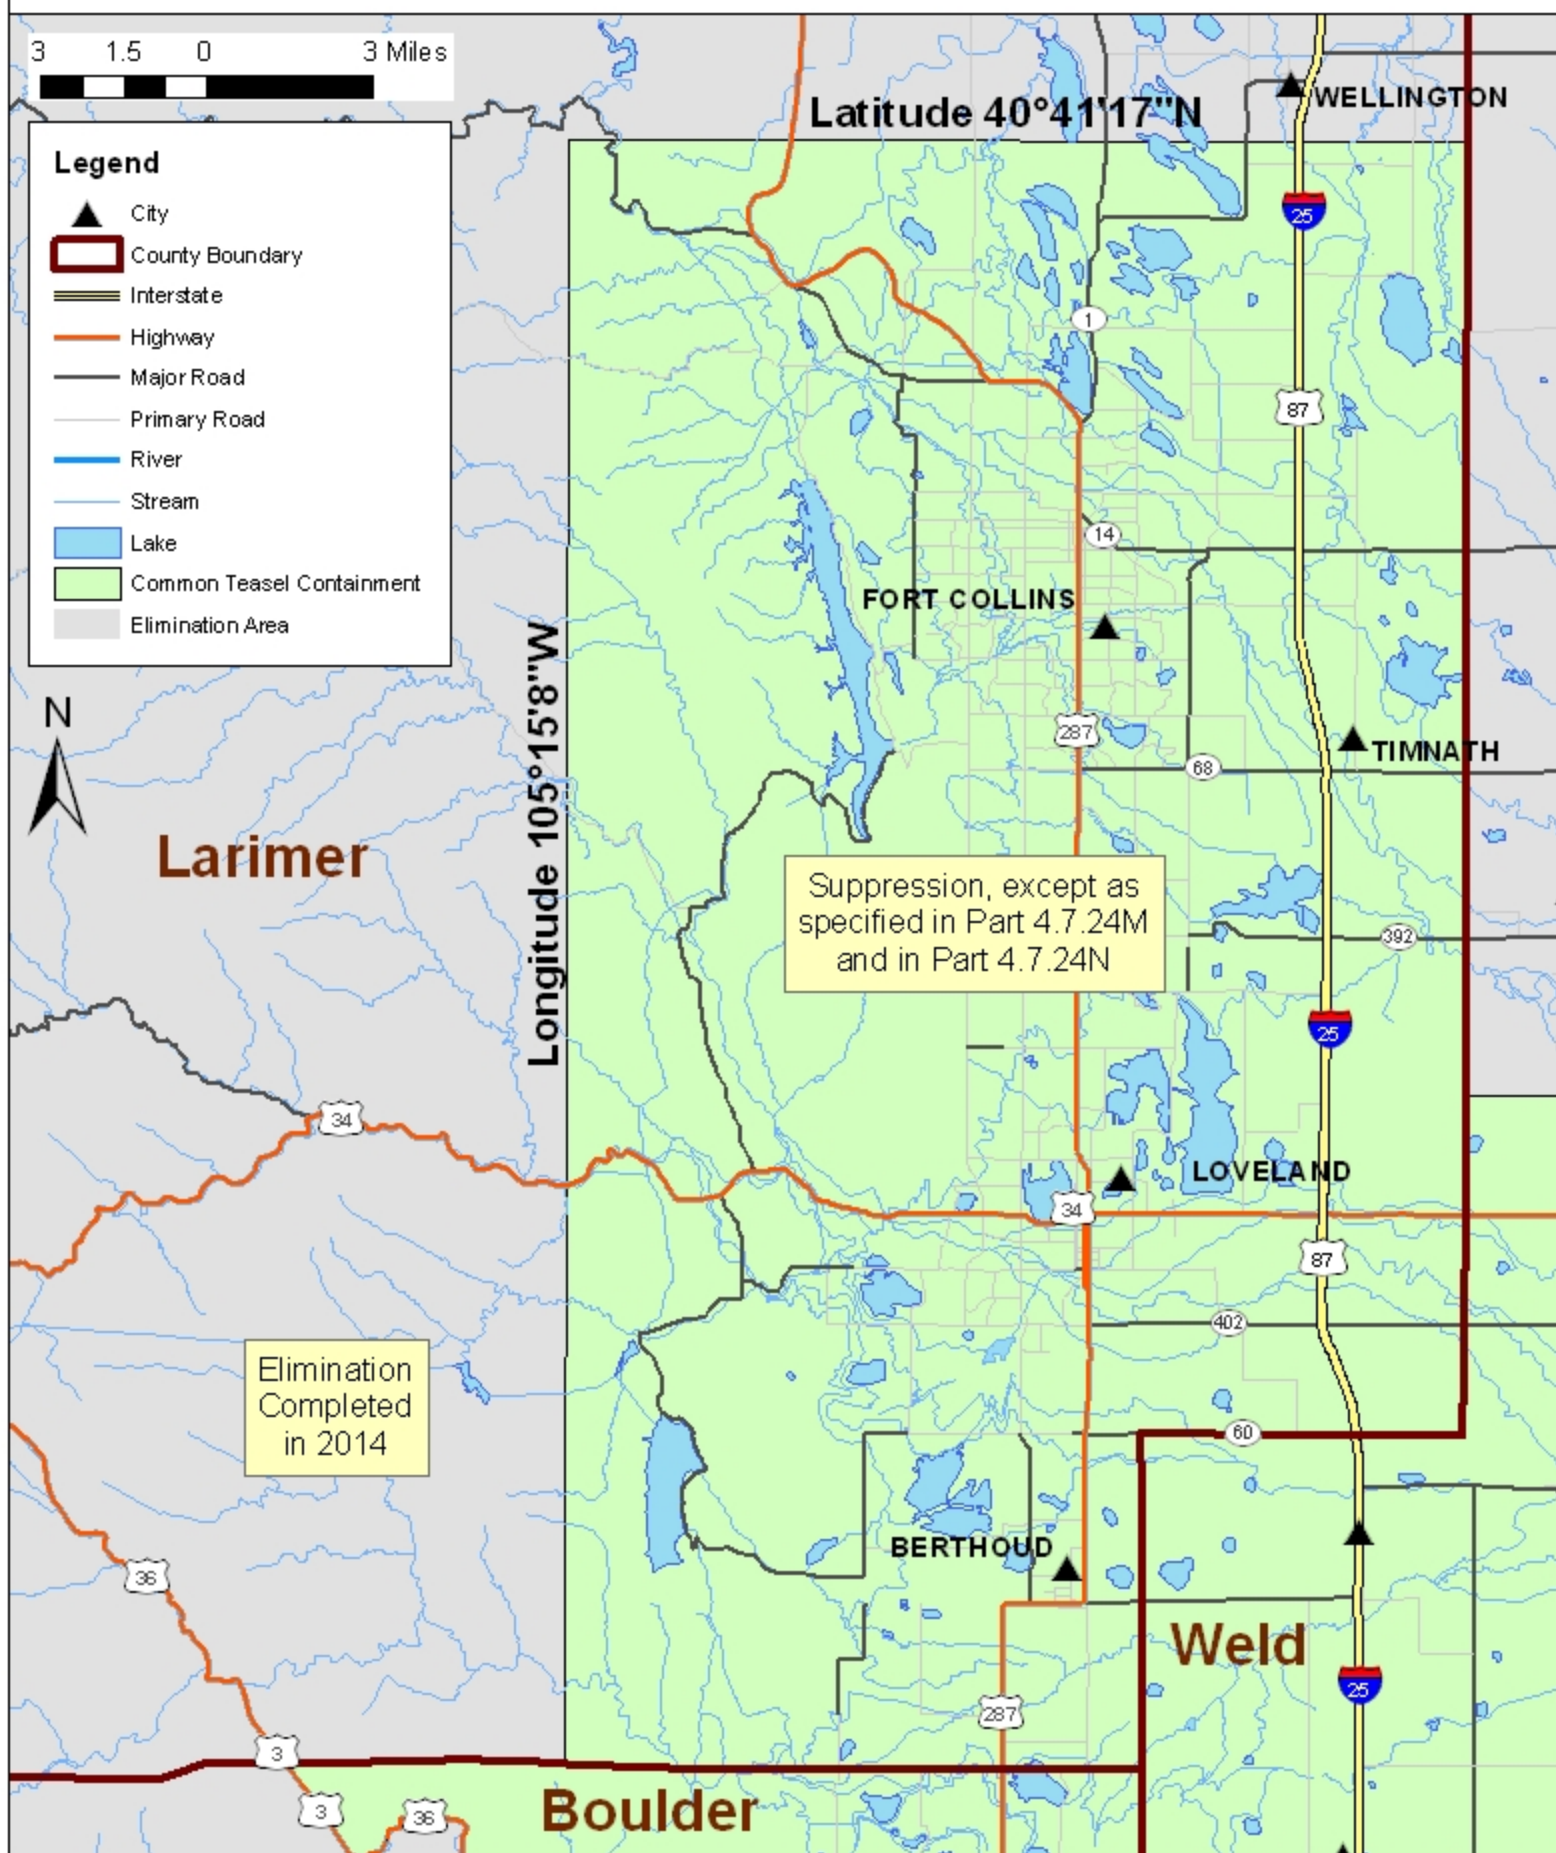 3 1.5 0 3 Miles
Latitude 40°41'17"N
WELLINGTON
Legend
City
County Boundary
Interstate
Highway
Major Road
Primary Road
River
Stream
Lake
Common Teasel Containment
Elimination Area
25
1
87
14
FORT COLLINS
Longitude 105°15'8"W
N
287
TIMNATH
68
Larimer
Suppression, except as
specified in Part 4.7.24M
and in Part 4.7.24N
392
25
34
LOVELAND
34
87
402
Elimination
Completed
in 2014
60
BERTHOUD
36
Weld
25
287
3
Boulder
3
36